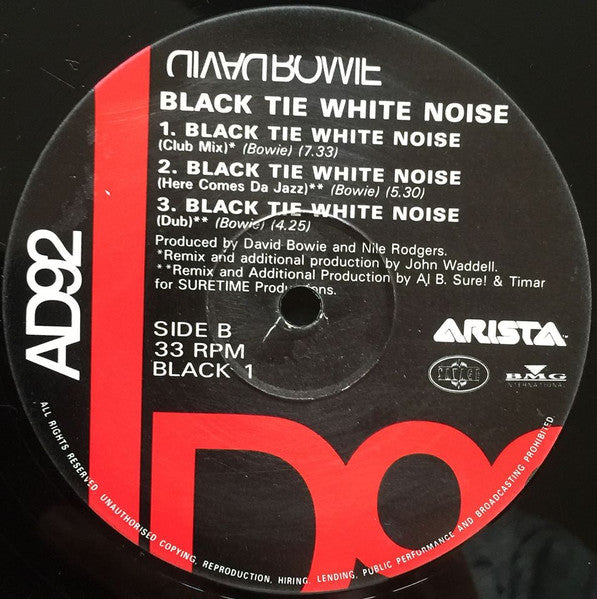 DAVID BOWIE
BLACK TIE WHITE NOISE
1. BLACK TIE WHITE NOISE
(Club Mix)* (Bowie) (7.33)
2. BLACK TIE WHITE NOISE
(Here Comes Da Jazz)** (Bowie) (5.30)
3. BLACK TIE WHITE NOISE
(Dub)** (Bowie) (4.25)
Produced by David Bowie and Nile Rodgers.
*Remix and additional production by John Waddell.
**Remix and Additional Production by Al B. Sure! & Timar
for SURETIME Productions.
AD92
SIDE B
33 RPM
BLACK 1
ARISTA™
BMG
INTERNATIONAL
D92
ALL RIGHTS RESERVED. UNAUTHORISED COPYING, REPRODUCTION, HIRING, LENDING, PUBLIC PERFORMANCE AND BROADCASTING PROHIBITED